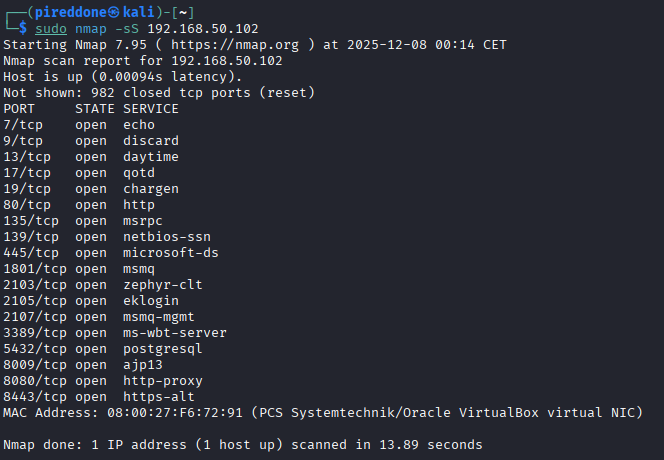 ┌──(pireddone㉿kali)-[~]
└─$ sudo nmap -sS 192.168.50.102
Starting Nmap 7.95 ( https://nmap.org ) at 2025-12-08 00:14 CET
Nmap scan report for 192.168.50.102
Host is up (0.00094s latency).
Not shown: 982 closed tcp ports (reset)
PORT     STATE SERVICE
7/tcp    open  echo
9/tcp    open  discard
13/tcp   open  daytime
17/tcp   open  qotd
19/tcp   open  chargen
80/tcp   open  http
135/tcp  open  msrpc
139/tcp  open  netbios-ssn
445/tcp  open  microsoft-ds
1801/tcp open  msmq
2103/tcp open  zephyr-clt
2105/tcp open  eklogin
2107/tcp open  msmq-mgmt
3389/tcp open  ms-wbt-server
5432/tcp open  postgresql
8009/tcp open  ajp13
8080/tcp open  http-proxy
8443/tcp open  https-alt
MAC Address: 08:00:27:F6:72:91 (PCS Systemtechnik/Oracle VirtualBox virtual NIC)
Nmap done: 1 IP address (1 host up) scanned in 13.89 seconds